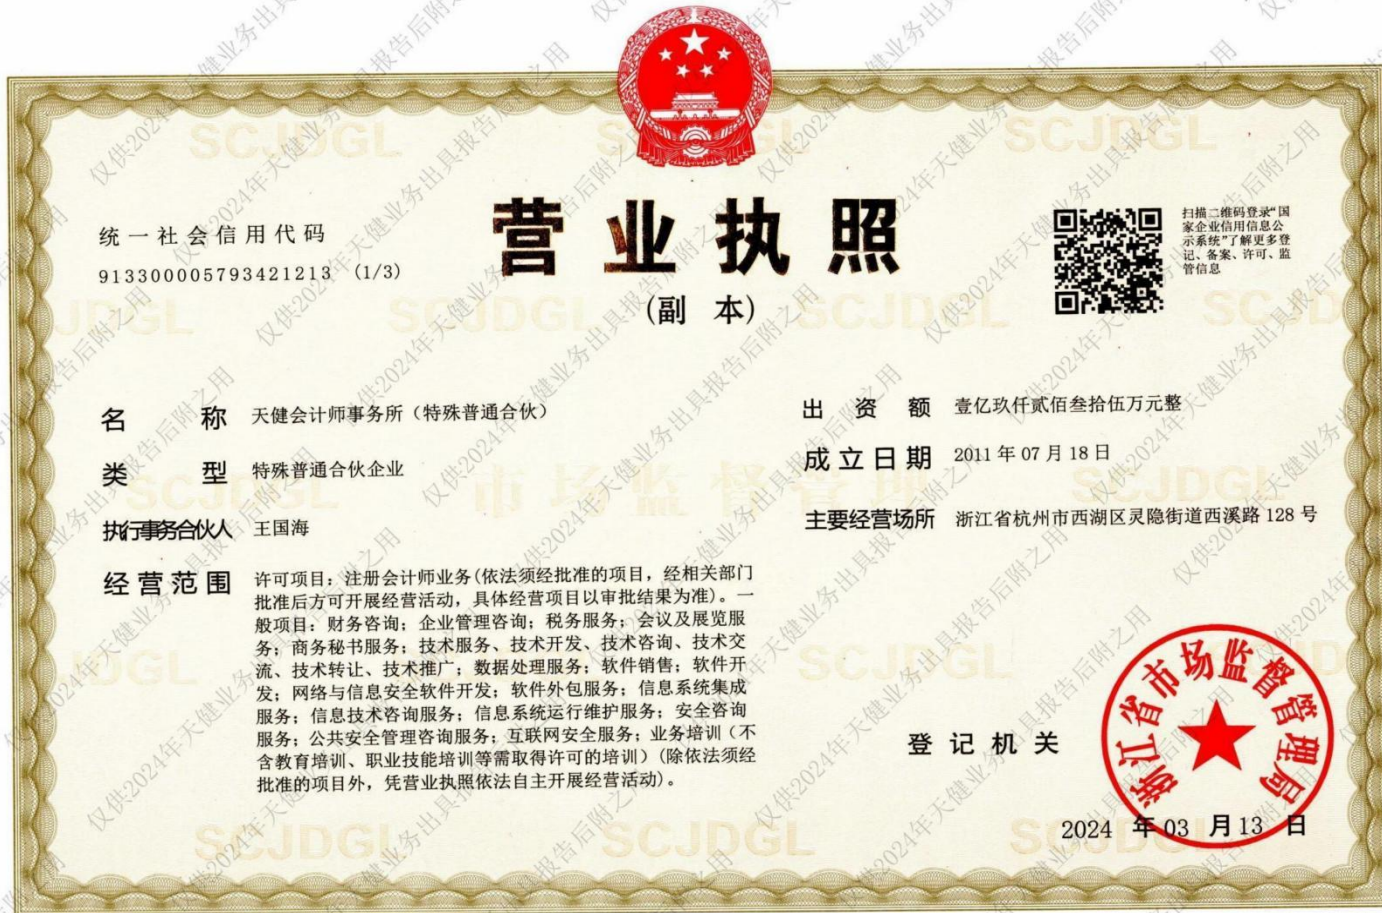 营业执照
(副 本)
统一社会信用代码
913300005793421213 (1/3)
扫描二维码登录“国
家企业信用信息公
示系统”了解更多登
记、备案、许可、监
管信息
名 称 天健会计师事务所（特殊普通合伙）
类 型 特殊普通合伙企业
执行事务合伙人 王国海
经营范围 许可项目：注册会计师业务(依法须经批准的项目，经相关部门
批准后方可开展经营活动，具体经营项目以审批结果为准)。一
般项目：财务咨询；企业管理咨询；税务服务；会议及展览服
务；商务秘书服务；技术服务、技术开发、技术咨询、技术交
流、技术转让、技术推广；数据处理服务；软件销售；软件开
发；网络与信息安全软件开发；软件外包服务；信息系统集成
服务；信息技术咨询服务；信息系统运行维护服务；安全咨询
服务；公共安全管理咨询服务；互联网安全服务；业务培训（不
含教育培训、职业技能培训等需取得许可的培训）(除依法须经
批准的项目外，凭营业执照依法自主开展经营活动)。
出 资 额 壹亿玖仟贰佰叁拾伍万元整
成立日期 2011 年 07 月 18 日
主要经营场所 浙江省杭州市西湖区灵隐街道西溪路 128 号
登记机关
浙江省市场监督管理局
2024 年 03 月 13 日
SCJDGL
市场监督管理
仅供2024年天健业务出具报告后附之用